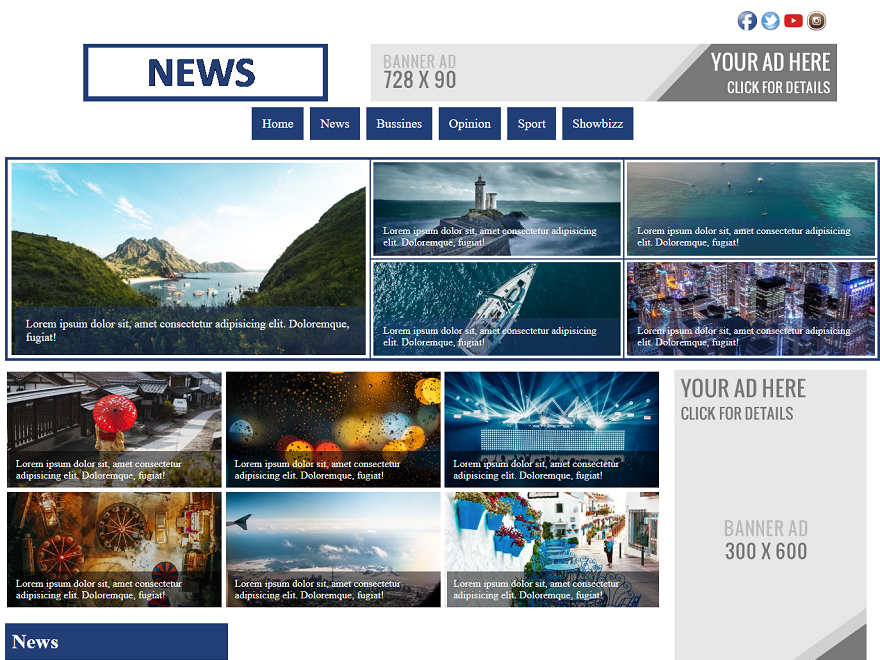 NEWS
BANNER AD
728 X 90
YOUR AD HERE
CLICK FOR DETAILS
Home
News
Bussines
Opinion
Sport
Showbizz
Lorem ipsum dolor sit, amet consectetur adipisicing elit. Doloremque,
fugiat!
Lorem ipsum dolor sit, amet consectetur adipisicing
elit. Doloremque, fugiat!
Lorem ipsum dolor sit, amet consectetur adipisicing
elit. Doloremque, fugiat!
Lorem ipsum dolor sit, amet consectetur adipisicing
elit. Doloremque, fugiat!
Lorem ipsum dolor sit, amet consectetur adipisicing
elit. Doloremque, fugiat!
Lorem ipsum dolor sit, amet consectetur
adipisicing elit. Doloremque, fugiat!
Lorem ipsum dolor sit, amet consectetur
adipisicing elit. Doloremque, fugiat!
Lorem ipsum dolor sit, amet consectetur
adipisicing elit. Doloremque, fugiat!
YOUR AD HERE
CLICK FOR DETAILS
BANNER AD
300 X 600
Lorem ipsum dolor sit, amet consectetur
adipisicing elit. Doloremque, fugiat!
Lorem ipsum dolor sit, amet consectetur
adipisicing elit. Doloremque, fugiat!
Lorem ipsum dolor sit, amet consectetur
adipisicing elit. Doloremque, fugiat!
News